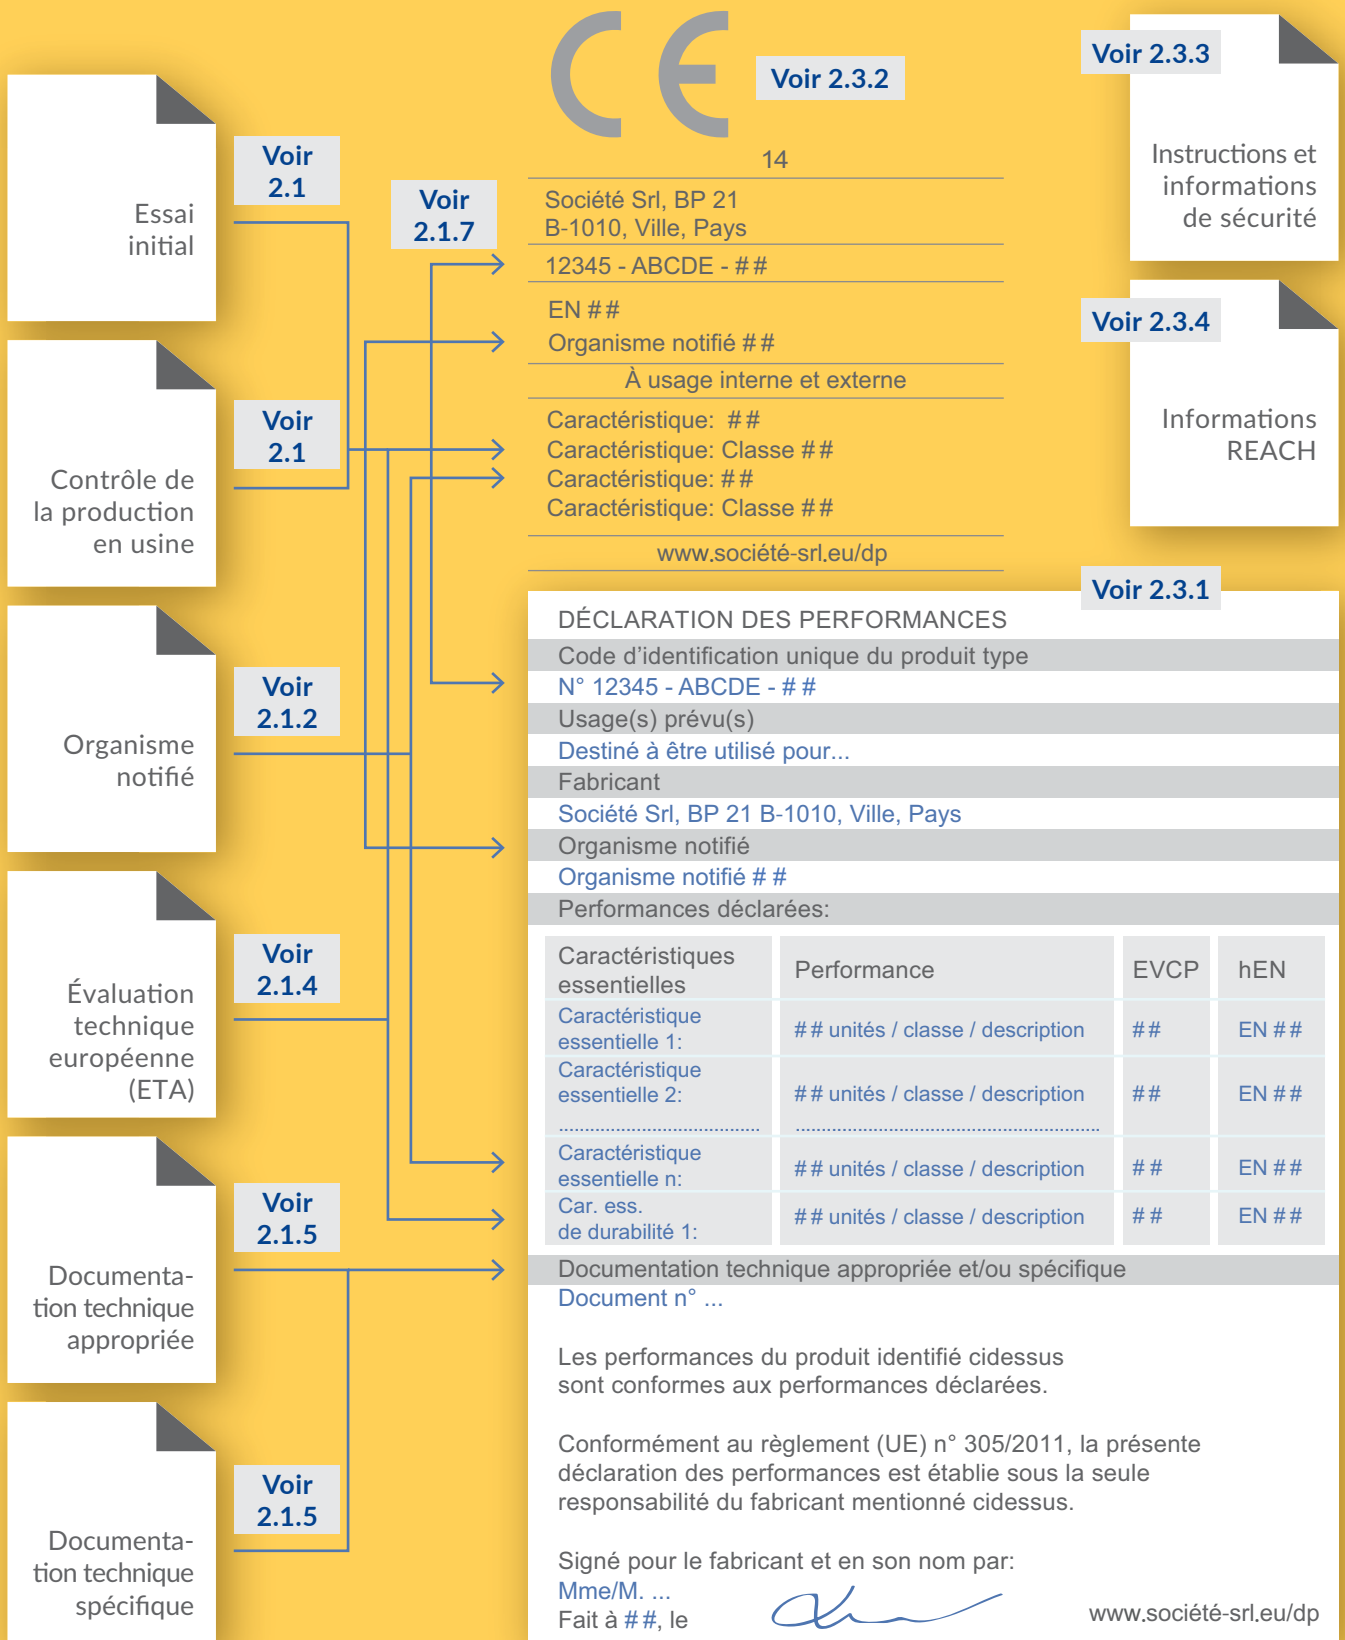 Essai
initial
Voir
2.1
Contrôle de
la production
en usine
Voir
2.1
Organisme
notifié
Voir
2.1.2
Évaluation
technique
européenne
(ETA)
Voir
2.1.4
Documenta-
tion technique
appropriée
Voir
2.1.5
Documenta-
tion technique
spécifique
Voir
2.1.5
Voir
2.1.7
CE
Voir 2.3.2
14
Société Srl, BP 21
B-1010, Ville, Pays
12345 - ABCDE - ##
EN ##
Organisme notifié ##
À usage interne et externe
Caractéristique: ##
Caractéristique: Classe ##
Caractéristique: ##
Caractéristique: Classe ##
www.société-srl.eu/dp
Voir 2.3.3
Instructions et
informations
de sécurité
Voir 2.3.4
Informations
REACH
Voir 2.3.1
DÉCLARATION DES PERFORMANCES
Code d'identification unique du produit type
N° 12345 - ABCDE - ##
Usage(s) prévu(s)
Destiné à être utilisé pour...
Fabricant
Société Srl, BP 21 B-1010, Ville, Pays
Organisme notifié
Organisme notifié ##
Performances déclarées:
Caractéristiques
essentielles
Performance
EVCP
hEN
Caractéristique
essentielle 1:
## unités / classe / description
##
EN ##
Caractéristique
essentielle 2:
## unités / classe / description
##
EN ##
Caractéristique
essentielle n:
## unités / classe / description
##
EN ##
Car. ess.
de durabilité 1:
## unités / classe / description
##
EN ##
Documentation technique appropriée et/ou spécifique
Document n° ...
Les performances du produit identifié cidessus
sont conformes aux performances déclarées.
Conformément au règlement (UE) n° 305/2011, la présente
déclaration des performances est établie sous la seule
responsabilité du fabricant mentionné cidessus.
Signé pour le fabricant et en son nom par:
Mme/M. ...
Fait à ##, le
www.société-srl.eu/dp